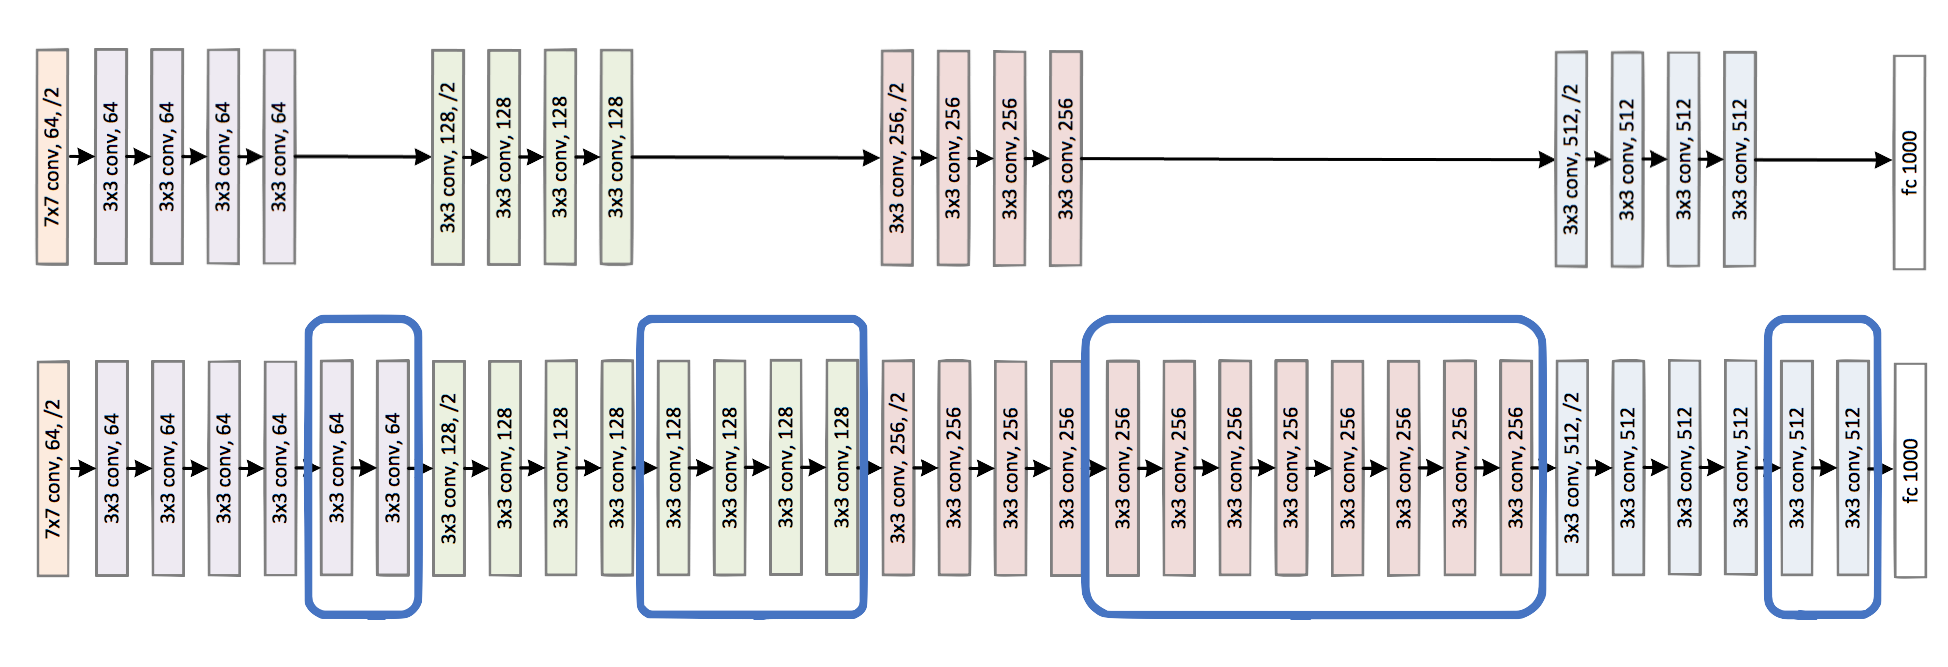 7x7 conv, 64, /2
3x3 conv, 64
3x3 conv, 64
3x3 conv, 64
3x3 conv, 64
3x3 conv, 128, /2
3x3 conv, 128
3x3 conv, 128
3x3 conv, 128
3x3 conv, 256, /2
3x3 conv, 256
3x3 conv, 256
3x3 conv, 256
3x3 conv, 512, /2
3x3 conv, 512
3x3 conv, 512
3x3 conv, 512
fc 1000
7x7 conv, 64, /2
3x3 conv, 64
3x3 conv, 64
3x3 conv, 64
3x3 conv, 64
3x3 conv, 64
3x3 conv, 64
3x3 conv, 128, /2
3x3 conv, 128
3x3 conv, 128
3x3 conv, 128
3x3 conv, 128
3x3 conv, 128
3x3 conv, 128
3x3 conv, 128
3x3 conv, 256, /2
3x3 conv, 256
3x3 conv, 256
3x3 conv, 256
3x3 conv, 256
3x3 conv, 256
3x3 conv, 256
3x3 conv, 256
3x3 conv, 256
3x3 conv, 256
3x3 conv, 256
3x3 conv, 256
3x3 conv, 512, /2
3x3 conv, 512
3x3 conv, 512
3x3 conv, 512
3x3 conv, 512
3x3 conv, 512
fc 1000